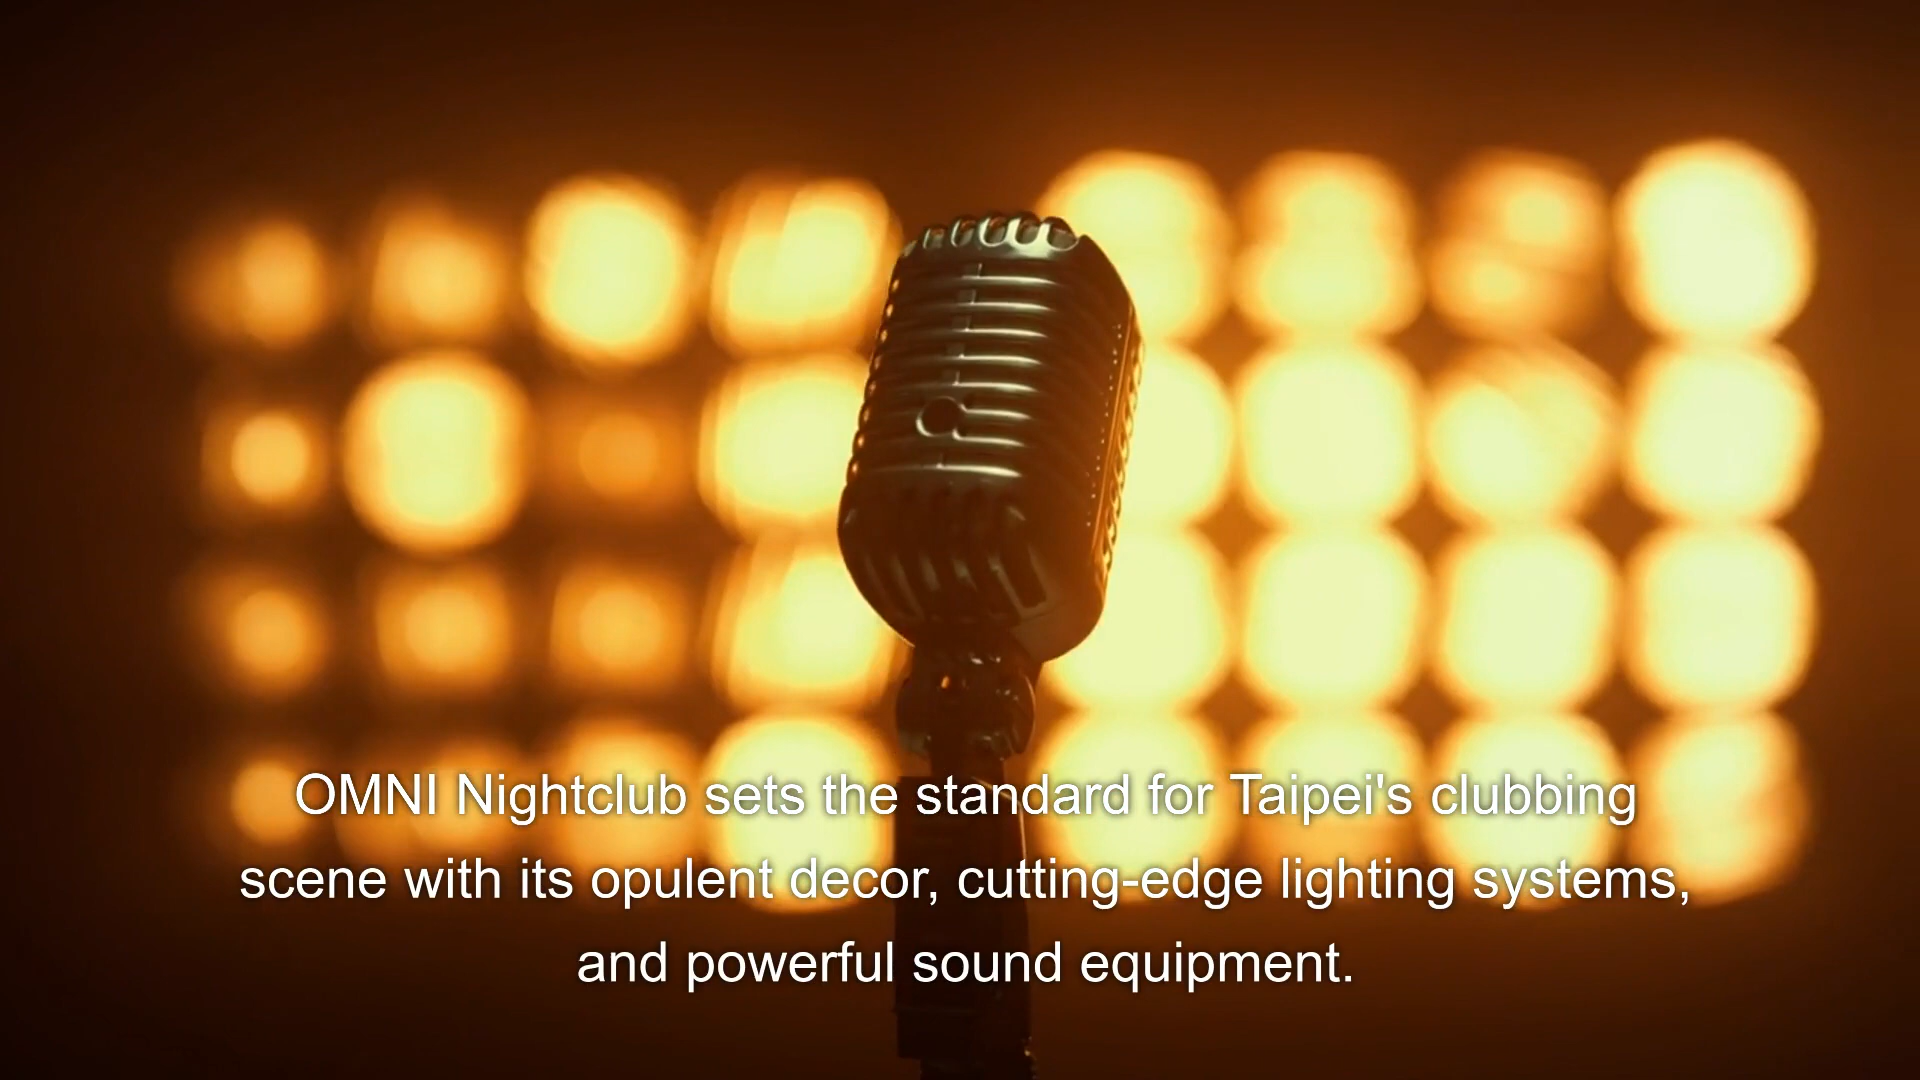 OMNI Nightclub sets the standard for Taipei's clubbing
scene with its opulent decor, cutting-edge lighting systems,
and powerful sound equipment.